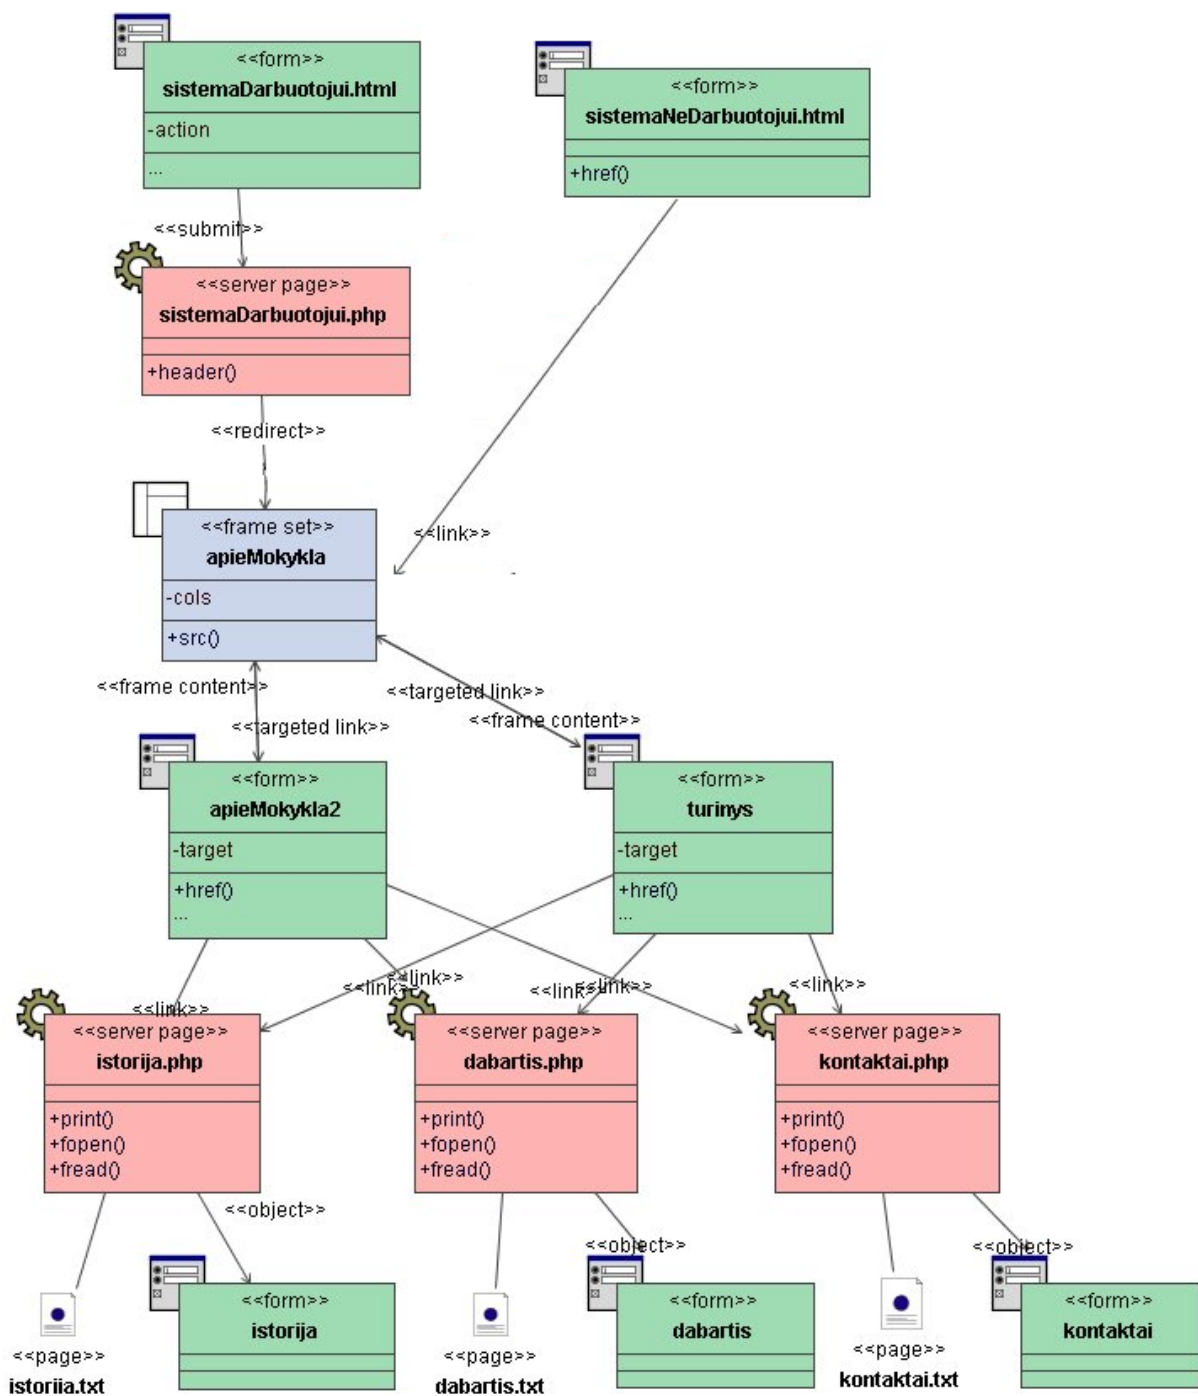 <<form>>
sistemaDarbuotojui.html
-action
...
<<form>>
sistemaNeDarbuotojui.html
+href()
<<submit>>
<<server page>>
sistemaDarbuotojui.php
+header()
<<redirect>>
<<frame set>>
apieMokykla
-cols
+src()
<<link>>
<<frame content>>
<<targeted link>>
<<targeted link>>
<<frame content>>
<<form>>
apieMokykla2
-target
+href()
...
<<form>>
turinys
-target
+href()
...
<<link>>
<<link>>
<<link>>
<<link>>
<<link>>
<<link>>
<<server page>>
istorija.php
+print()
+fopen()
+fread()
<<server page>>
dabartis.php
+print()
+fopen()
+fread()
<<server page>>
kontaktai.php
+print()
+fopen()
+fread()
<<object>>
<<object>>
<<object>>
<<page>>
istorija.txt
<<form>>
istorija
<<page>>
dabartis.txt
<<form>>
dabartis
<<page>>
kontaktai.txt
<<form>>
kontaktai